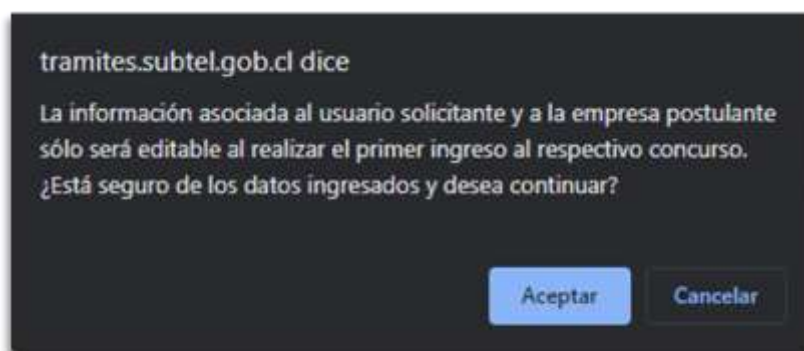 tramites.subtel.gob.cl dice
La información asociada al usuario solicitante y a la empresa postulante
sólo será editable al realizar el primer ingreso al respectivo concurso.
¿Está seguro de los datos ingresados y desea continuar?
Aceptar
Cancelar